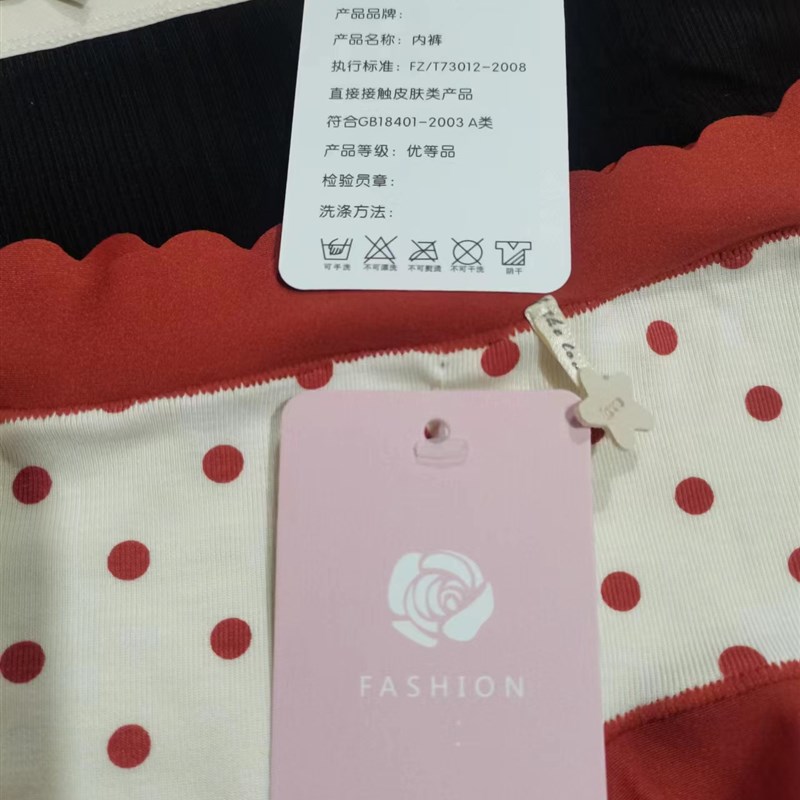 产品品牌：
产品名称：内裤
执行标准：FZ/T73012-2008
直接接触皮肤类产品
符合GB18401-2003 A类
产品等级：优等品
检验员章：
洗涤方法：
可手洗 不可漂洗 不可熨烫 不可干洗 阴干
the lou
FASHION